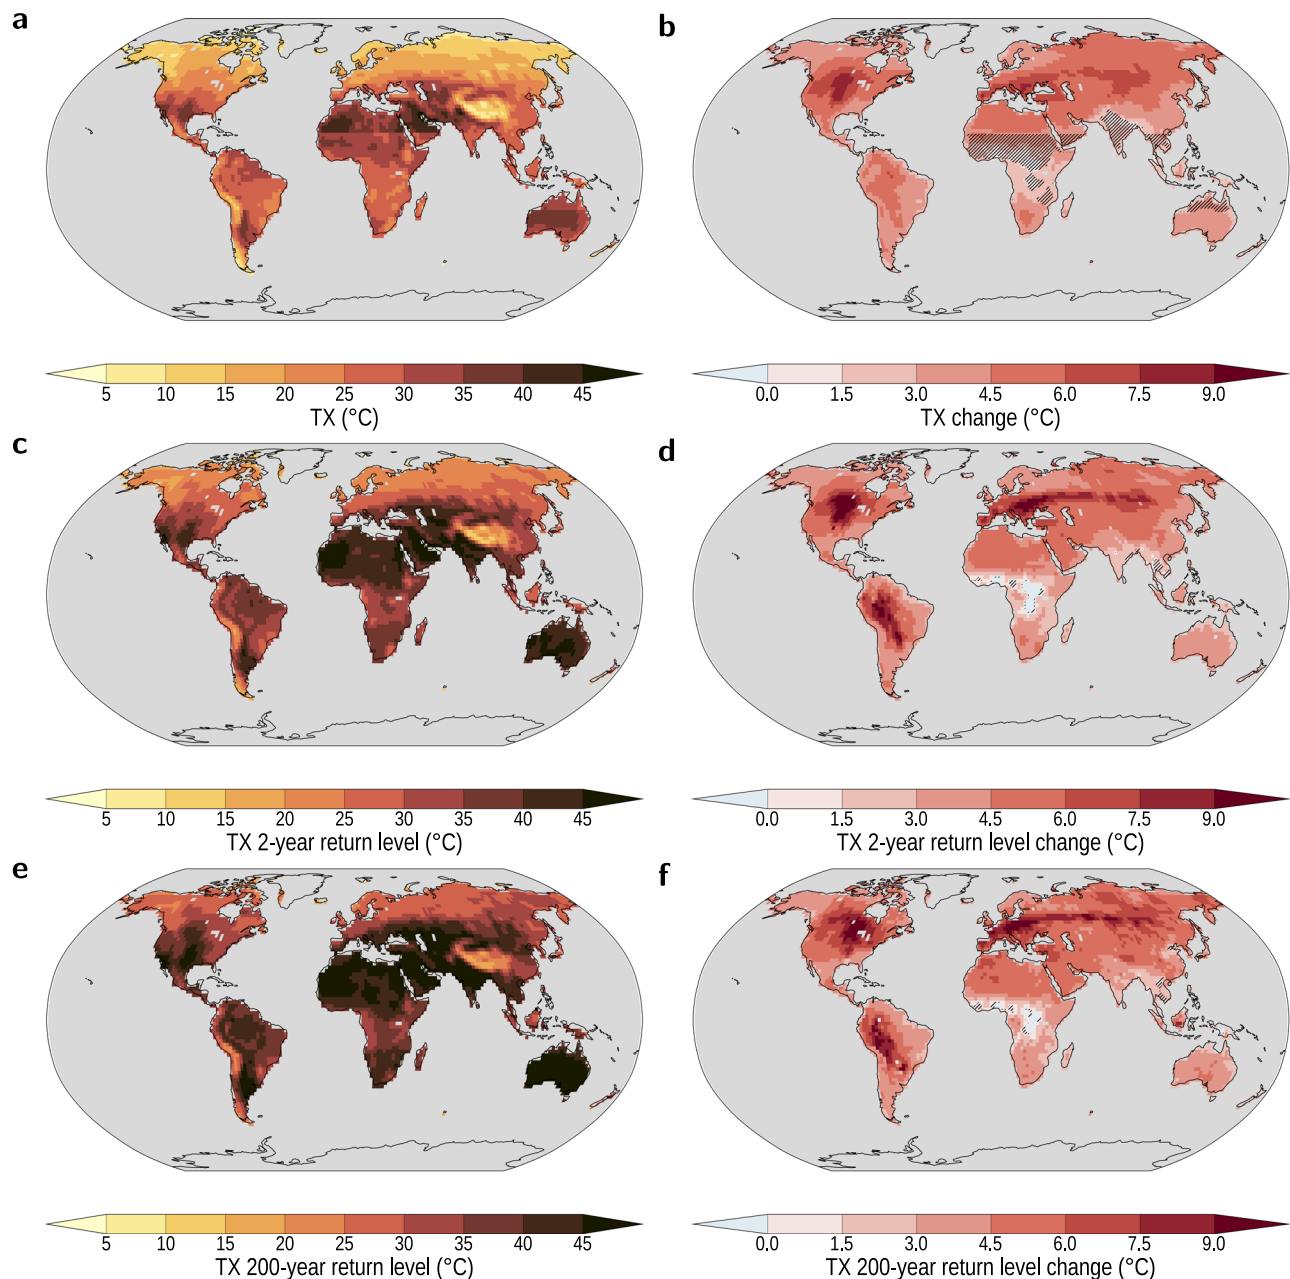 a
b
5 10 15 20 25 30 35 40 45
TX (°C)
0.0 1.5 3.0 4.5 6.0 7.5 9.0
TX change (°C)
c
d
5 10 15 20 25 30 35 40 45
TX 2-year return level (°C)
0.0 1.5 3.0 4.5 6.0 7.5 9.0
TX 2-year return level change (°C)
e
f
5 10 15 20 25 30 35 40 45
TX 200-year return level (°C)
0.0 1.5 3.0 4.5 6.0 7.5 9.0
TX 200-year return level change (°C)